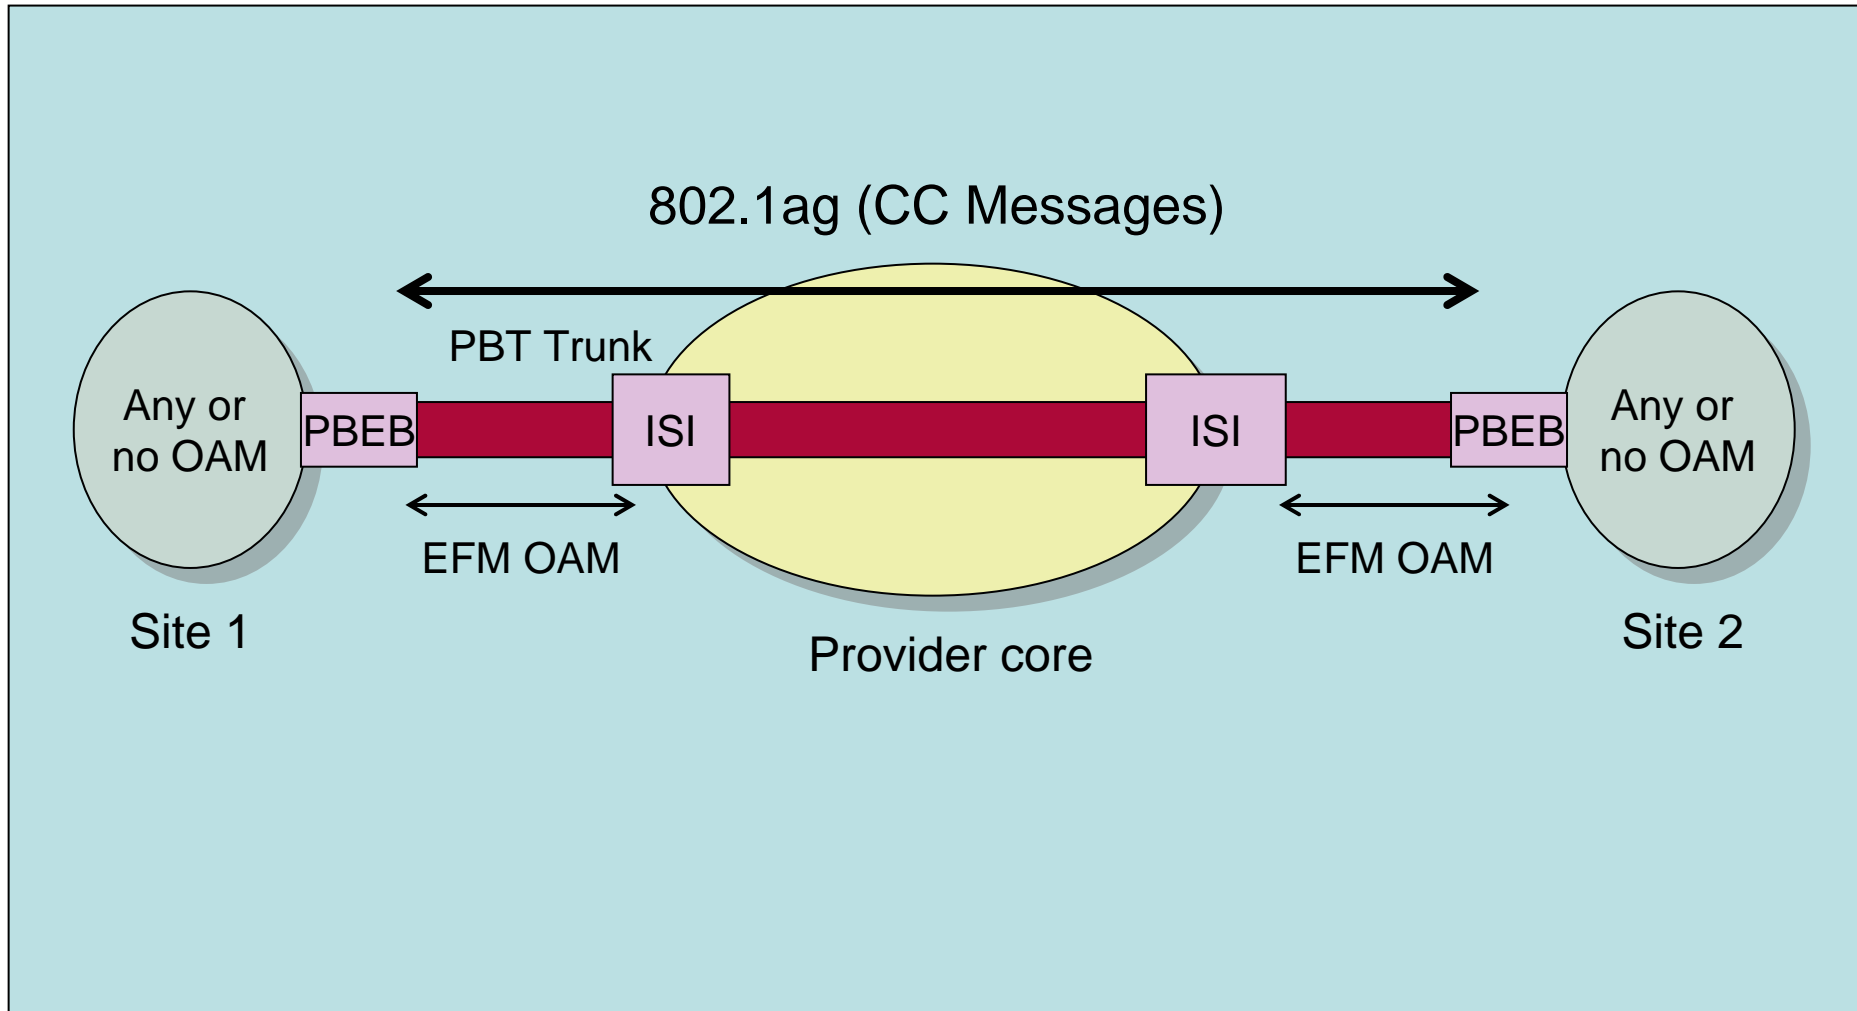 802.1ag (CC Messages)
PBT Trunk
Any or
no OAM
PBEB
ISI
ISI
PBEB
Any or
no OAM
EFM OAM
EFM OAM
Site 1
Provider core
Site 2